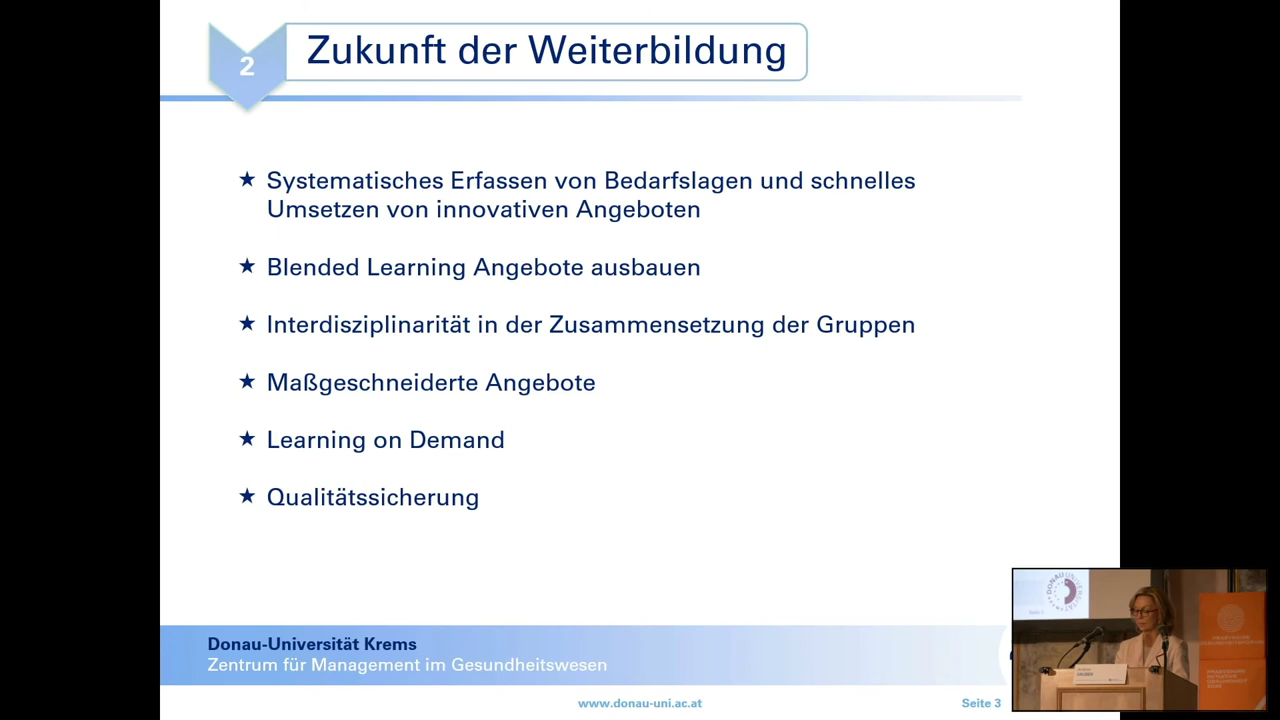 2
Zukunft der Weiterbildung
★ Systematisches Erfassen von Bedarfslagen und schnelles
Umsetzen von innovativen Angeboten
★ Blended Learning Angebote ausbauen
★ Interdisziplinarität in der Zusammensetzung der Gruppen
★ Maßgeschneiderte Angebote
★ Learning on Demand
★ Qualitätssicherung
Donau-Universität Krems
Zentrum für Management im Gesundheitswesen
www.donau-uni.ac.at
Seite 3